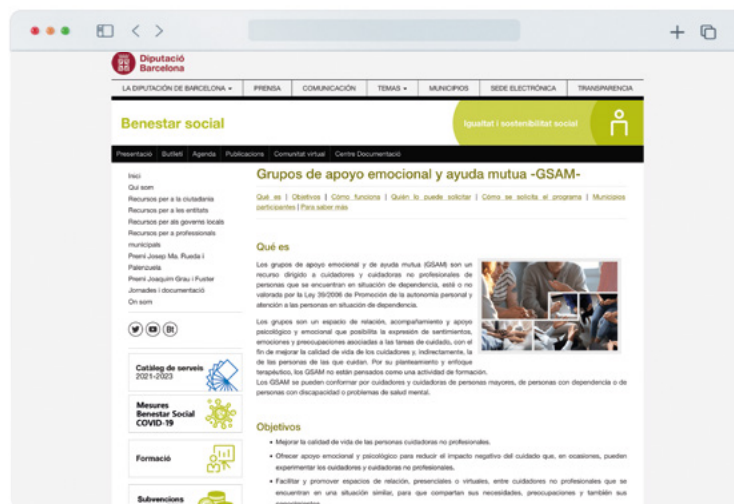 Diputació
Barcelona
LA DIPUTACIÓN DE BARCELONA
PRENSA
COMUNICACIÓN
TEMAS
MUNICIPIOS
SEDE ELECTRÓNICA
TRANSPARENCIA
Benestar social
Igualtat i sostenibilitat social
Presentació Butlletí Agenda Publicacions Comunitat virtual Centre Documentació
Inici
Qui som
Recursos per a la ciutadania
Recursos per a les entitats
Recursos per als governs locals
Recursos per a professionals
municipals
Premi Josep Ma. Rueda i
Palenzuela
Premi Joaquim Grau i Fuster
Jornades i documentació
On som
Bt
Catàleg de serveis
2021-2023
Mesures
Benestar Social
COVID-19
Formació
Subvencions
Grupos de apoyo emocional y ayuda mutua -GSAM-
Qué es | Objetivos | Cómo funciona | Quién lo puede solicitar | Cómo se solicita el programa | Municipios
participantes | Para saber más
Qué es
Los grupos de apoyo emocional y de ayuda mutua (GSAM) son un
recurso dirigido a cuidadores y cuidadoras no profesionales de
personas que se encuentran en situación de dependencia, esté o no
valorada por la Ley 39/2006 de Promoción de la autonomía personal y
atención a las personas en situación de dependencia.
Los grupos son un espacio de relación, acompañamiento y apoyo
psicológico y emocional que posibilita la expresión de sentimientos,
emociones y preocupaciones asociadas a las tareas de cuidado, con el
fin de mejorar la calidad de vida de los cuidadores y, indirectamente, la
de las personas de las que cuidan. Por su planteamiento y enfoque
terapéutico, los GSAM no están pensados como una actividad de formación.
Los GSAM se pueden conformar por cuidadores y cuidadoras de personas mayores, de personas con dependencia o de
personas con discapacidad o problemas de salud mental.
Objetivos
• Mejorar la calidad de vida de las personas cuidadoras no profesionales.
• Ofrecer apoyo emocional y psicológico para reducir el impacto negativo del cuidado que, en ocasiones, pueden
experimentar los cuidadores y cuidadoras no profesionales.
• Facilitar y promover espacios de relación, presenciales o virtuales, entre cuidadores no profesionales que se
encuentran en una situación similar, para que compartan sus necesidades, preocupaciones y también sus